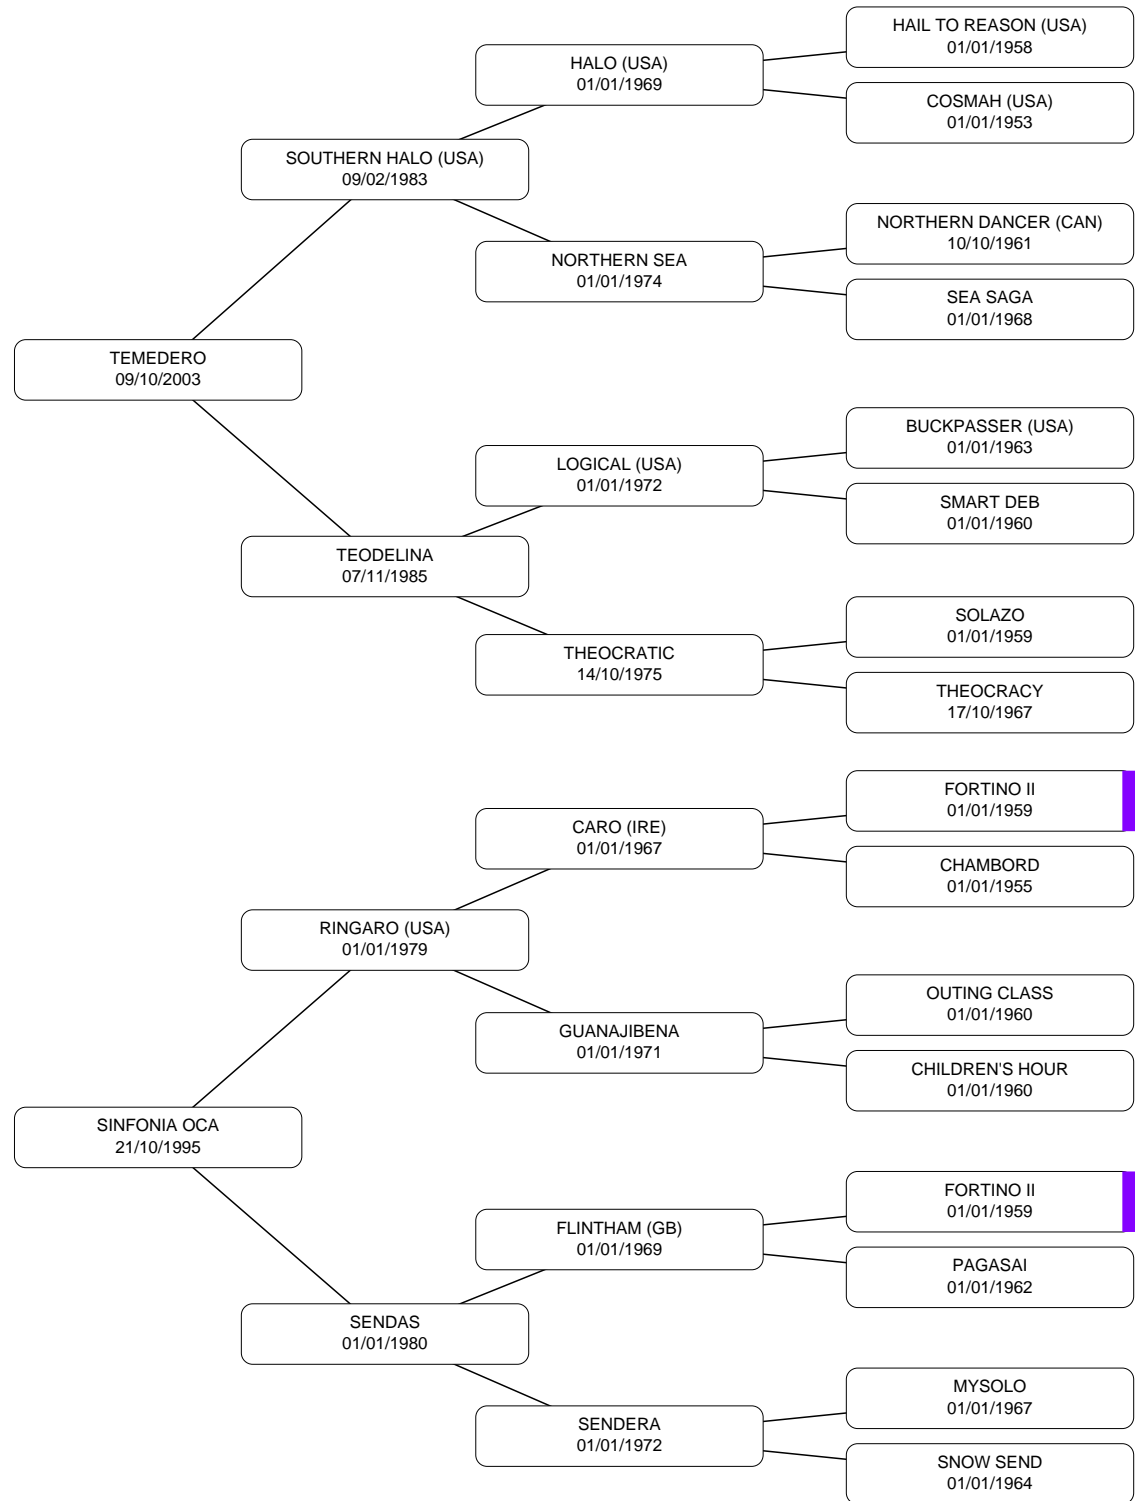 HAIL TO REASON (USA)
01/01/1958
HALO (USA)
01/01/1969
COSMAH (USA)
01/01/1953
SOUTHERN HALO (USA)
09/02/1983
NORTHERN DANCER (CAN)
10/10/1961
NORTHERN SEA
01/01/1974
SEA SAGA
01/01/1968
TEMEDERO
09/10/2003
BUCKPASSER (USA)
01/01/1963
LOGICAL (USA)
01/01/1972
SMART DEB
01/01/1960
TEODELINA
07/11/1985
SOLAZO
01/01/1959
THEOCRATIC
14/10/1975
THEOCRACY
17/10/1967
FORTINO II
01/01/1959
CARO (IRE)
01/01/1967
CHAMBORD
01/01/1955
RINGARO (USA)
01/01/1979
OUTING CLASS
01/01/1960
GUANAJIBENA
01/01/1971
CHILDREN'S HOUR
01/01/1960
SINFONIA OCA
21/10/1995
FORTINO II
01/01/1959
FLINTHAM (GB)
01/01/1969
PAGASAI
01/01/1962
SENDAS
01/01/1980
MYSOLO
01/01/1967
SENDERA
01/01/1972
SNOW SEND
01/01/1964